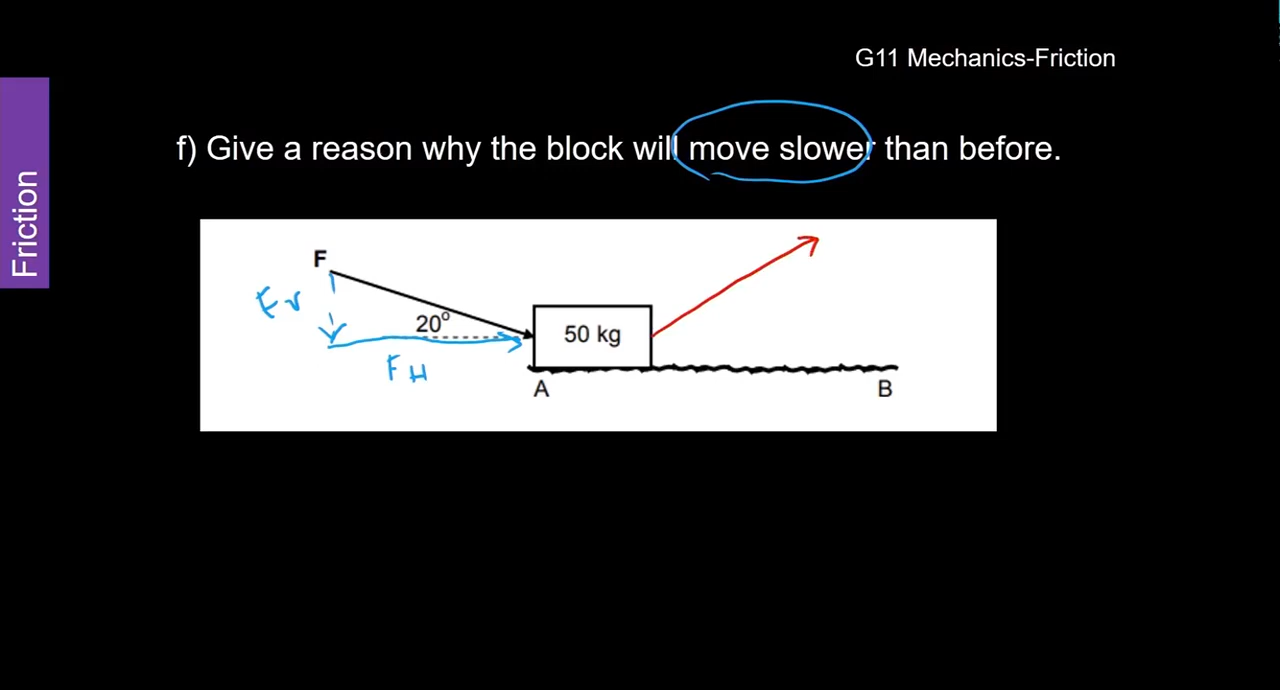 G11 Mechanics-Friction
Friction
f) Give a reason why the block will move slower than before.
F
Fv
20°
50 kg
FH
A
B